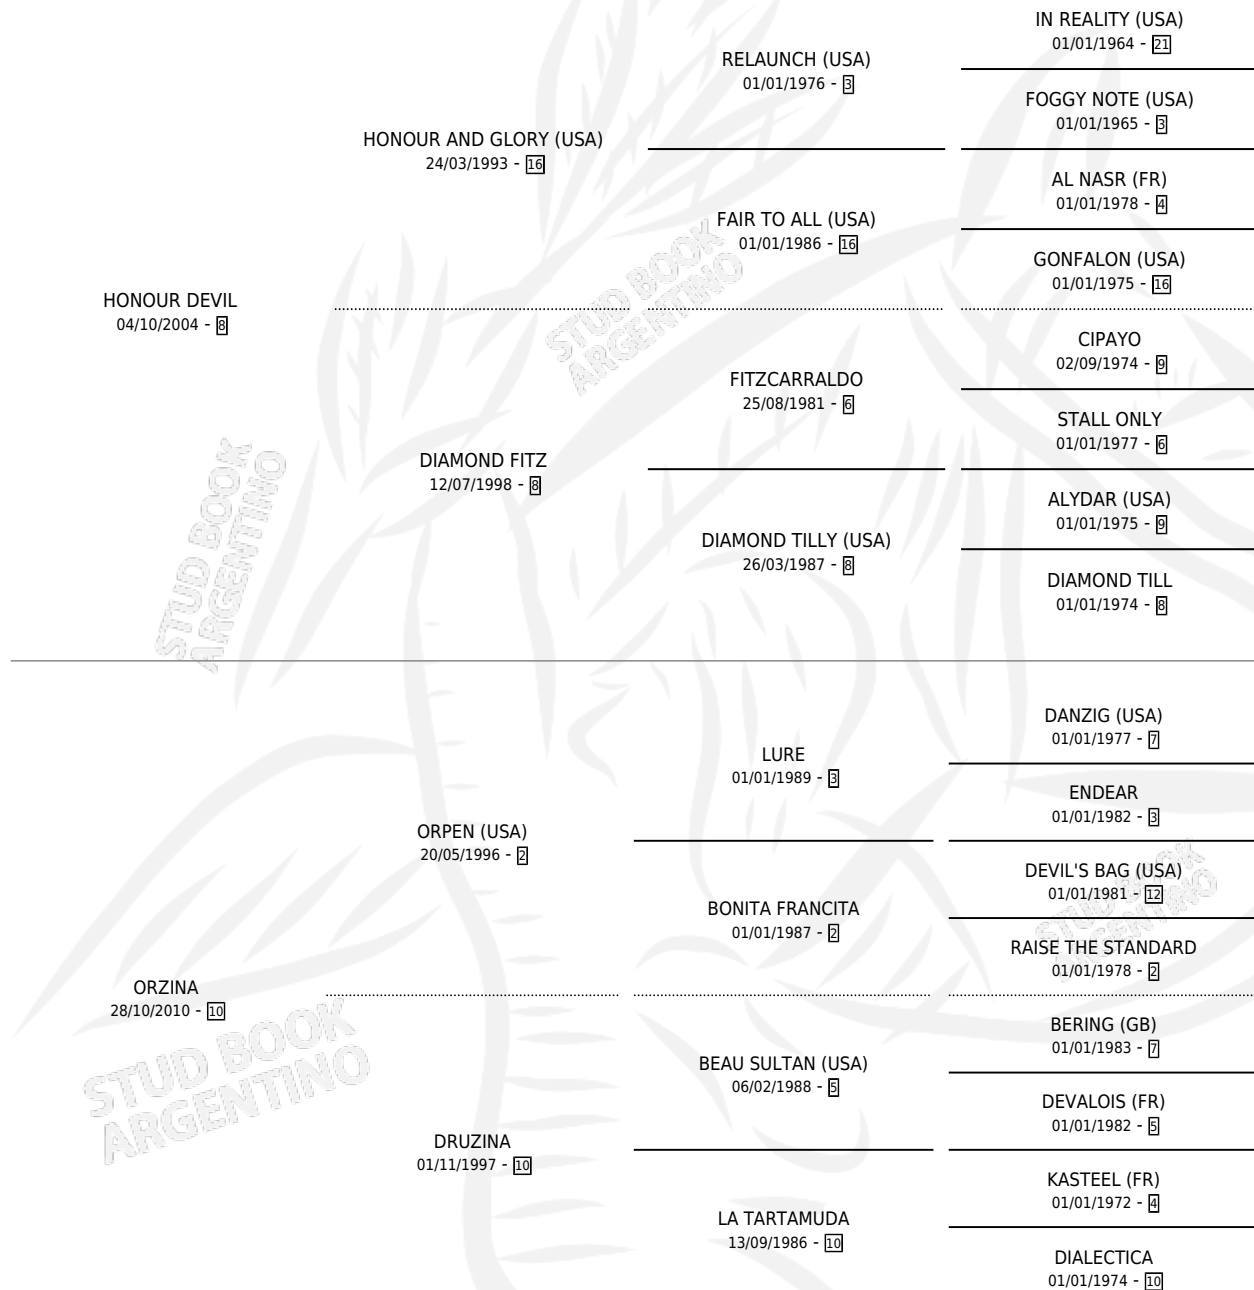 IN REALITY (USA)
01/01/1964 - 21
RELAUNCH (USA)
01/01/1976 - 3
FOGGY NOTE (USA)
01/01/1965 - 3
HONOUR AND GLORY (USA)
24/03/1993 - 16
AL NASR (FR)
01/01/1978 - 4
FAIR TO ALL (USA)
01/01/1986 - 16
GONFALON (USA)
01/01/1975 - 16
HONOUR DEVIL
04/10/2004 - 8
STUD BOOK
ARGENTINO
CIPAYO
02/09/1974 - 9
FITZCARRALDO
25/08/1981 - 6
STALL ONLY
01/01/1977 - 6
DIAMOND FITZ
12/07/1998 - 8
ALYDAR (USA)
01/01/1975 - 9
DIAMOND TILLY (USA)
26/03/1987 - 8
DIAMOND TILL
01/01/1974 - 8
STUD BOOK
ARGENTINO
DANZIG (USA)
01/01/1977 - 7
LURE
01/01/1989 - 3
ENDEAR
01/01/1982 - 3
ORPEN (USA)
20/05/1996 - 2
DEVIL'S BAG (USA)
01/01/1981 - 12
BONITA FRANCITA
01/01/1987 - 2
RAISE THE STANDARD
01/01/1978 - 2
STUD BOOK
ARGENTINO
ORZINA
28/10/2010 - 10
BERING (GB)
01/01/1983 - 7
BEAU SULTAN (USA)
06/02/1988 - 5
DEVALOIS (FR)
01/01/1982 - 5
STUD BOOK
ARGENTINO
DRUZINA
01/11/1997 - 10
KASTEEL (FR)
01/01/1972 - 4
LA TARTAMUDA
13/09/1986 - 10
DIALECTICA
01/01/1974 - 10